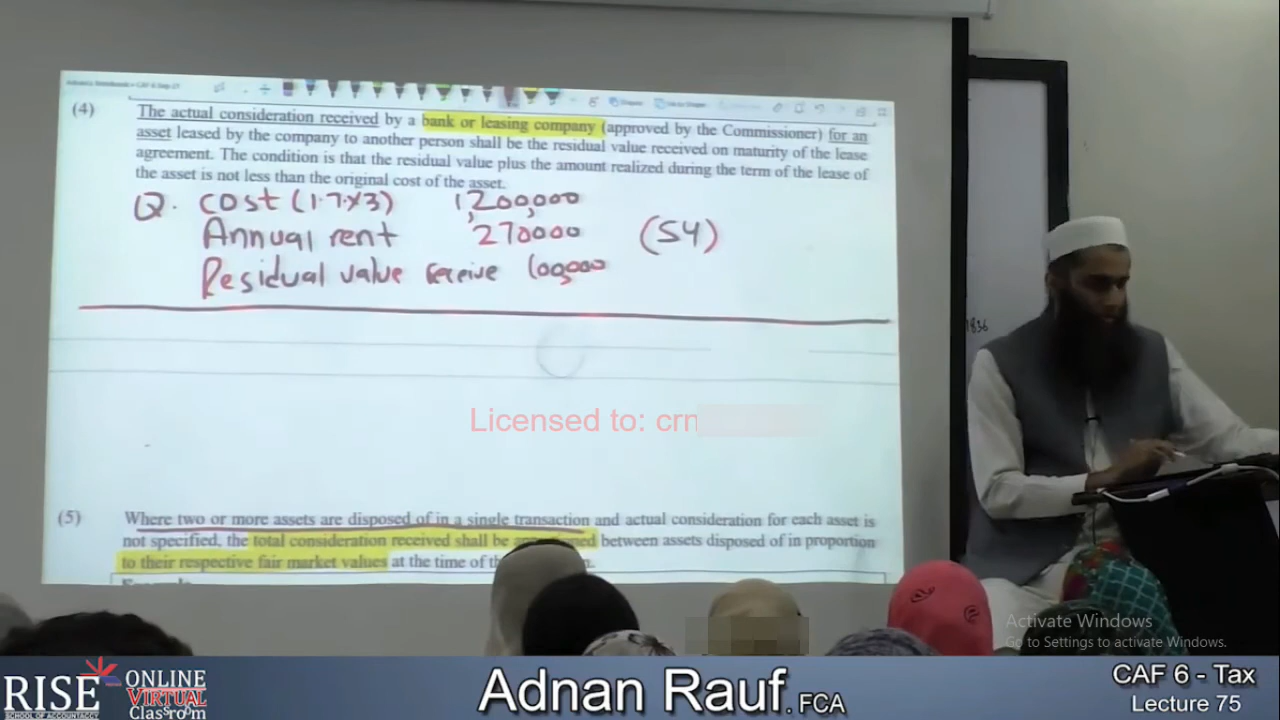 (4) The actual consideration received by a bank or leasing company (approved by the Commissioner) for an
asset leased by the company to another person shall be the residual value received on maturity of the lease
agreement. The condition is that the residual value plus the amount realized during the term of the lease of
the asset is not less than the original cost of the asset.
Q. Cost (1.7.x3) 1,200,000
Annual rent 270000 (54)
Residual value receive 100,000
1836
Licensed to: crn
(5) Where two or more assets are disposed of in a single transaction and actual consideration for each asset is
not specified, the total consideration received shall be between assets disposed of in proportion
to their respective fair market values at the time of
Activate Windows
Go to Settings to activate Windows.
RISE
SCHOOL OF ACCOUNTANCY
ONLINE
VIRTUAL
Classroom
Adnan Rauf. FCA
CAF 6 - Tax
Lecture 75